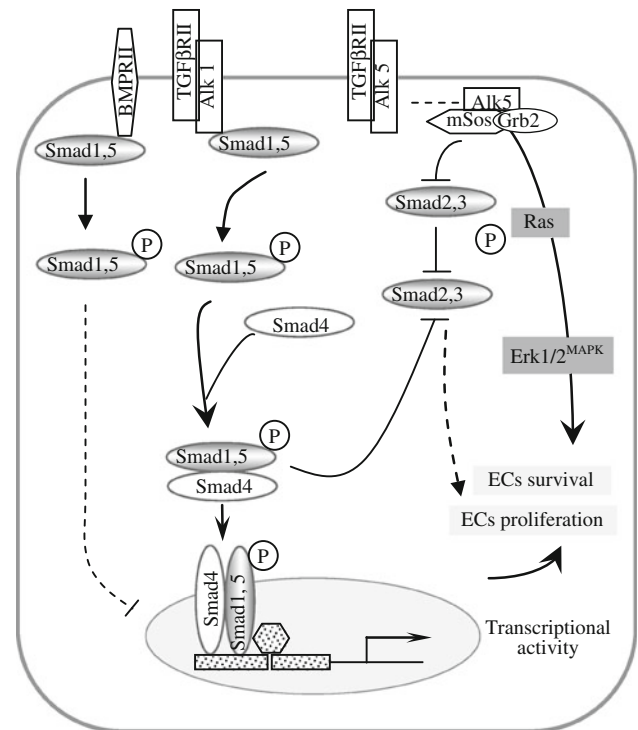 BMPRII
TGFβRII
Alk 1
TGFβRII
Alk 5
Alk5
mSos
Grb2
Smad1,5
Smad1,5
Smad2,3
P
Ras
P
Smad1,5
P
Smad1,5
Smad2,3
Smad4
Erk1/2MAPK
P
Smad1,5
Smad4
ECs survival
ECs proliferation
P
Smad4
Smad1, 5
Transcriptional
activity